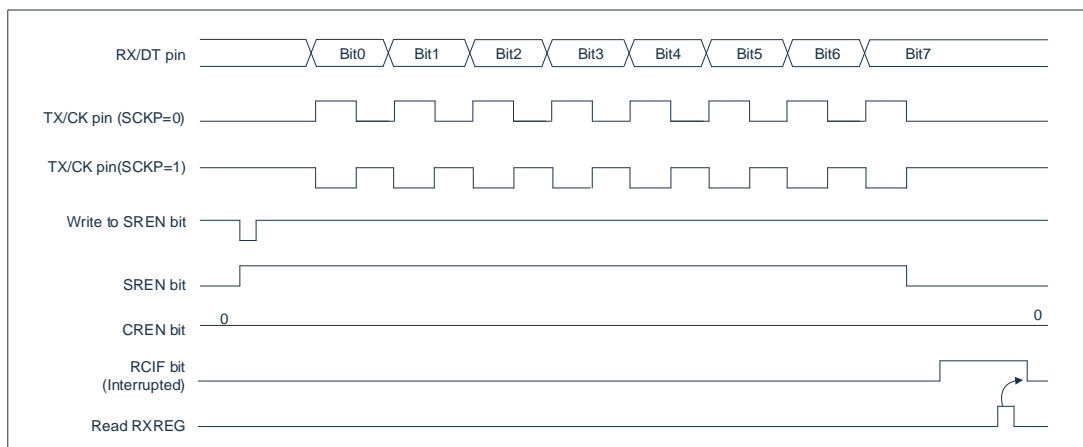 RX/DT pin Bit0 Bit1 Bit2 Bit3 Bit4 Bit5 Bit6 Bit7
TX/CK pin (SCKP=0)
TX/CK pin(SCKP=1)
Write to SREN bit
SREN bit
CREN bit 0 0
RCIF bit
(Interrupted)
Read RXREG